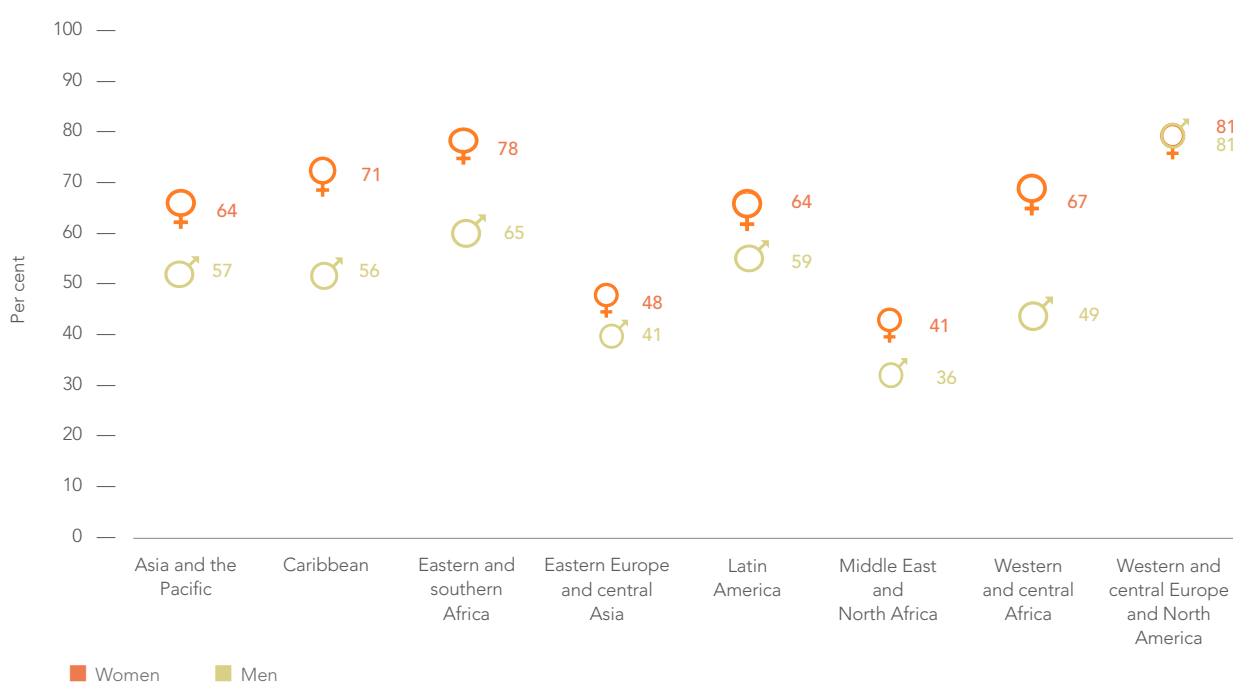 100
90
80
70
60
50
40
30
20
10
0
Per cent
64
57
71
56
78
65
48
41
64
59
41
36
67
49
81
81
Asia and the
Pacific
Caribbean
Eastern and
southern
Africa
Eastern Europe
and central
Asia
Latin
America
Middle East
and
North Africa
Western
and central
Africa
Western and
central Europe
and North
America
Women
Men